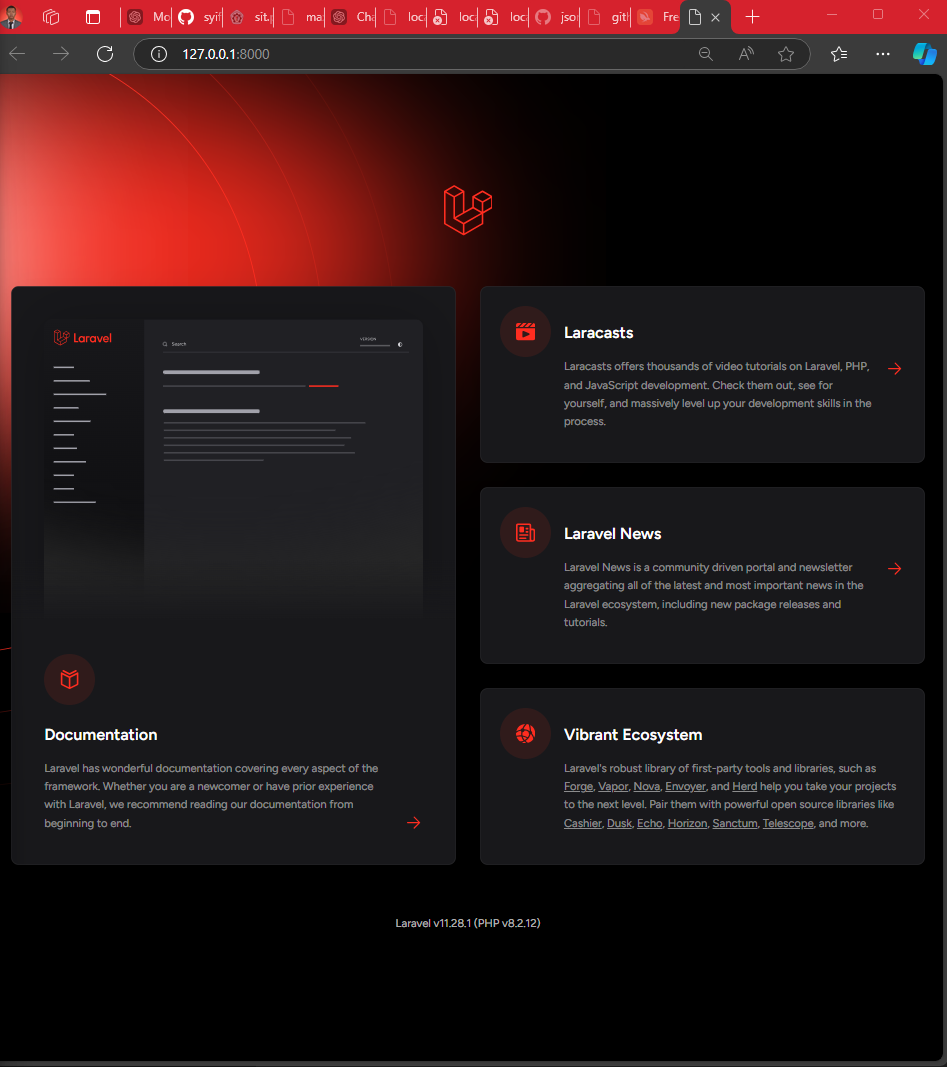 Mo
syif
sit.p
ma
Cha
loca
loca
loca
jso
gitl
Fre
127.0.0.1:8000
Laravel
Search
VERSION
Documentation
Laravel has wonderful documentation covering every aspect of the
framework. Whether you are a newcomer or have prior experience
with Laravel, we recommend reading our documentation from
beginning to end.
Laracasts
Laracasts offers thousands of video tutorials on Laravel, PHP,
and JavaScript development. Check them out, see for
yourself, and massively level up your development skills in the
process.
Laravel News
Laravel News is a community driven portal and newsletter
aggregating all of the latest and most important news in the
Laravel ecosystem, including new package releases and
tutorials.
Vibrant Ecosystem
Laravel's robust library of first-party tools and libraries, such as
Forge, Vapor, Nova, Envoyer, and Herd help you take your projects
to the next level. Pair them with powerful open source libraries like
Cashier, Dusk, Echo, Horizon, Sanctum, Telescope, and more.
Laravel v11.28.1 (PHP v8.2.12)